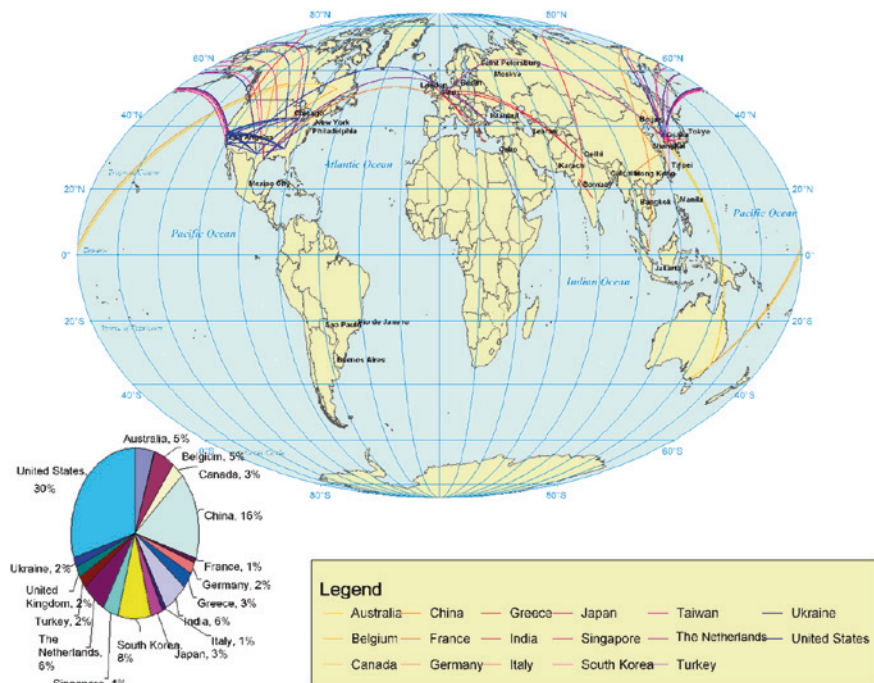 80°N
80°N
60°N
60°N
40°N
40°N
20°N
20°N
0°
0°
20°S
20°S
40°S
40°S
60°S
80°S
80°S
Saint Petersburg
Moskva
London
Istanbul
Tehran
Cairo
Karachi
Delhi
Beijing
Tokyo
Osaka
Shanghai
Taipei
Hong Kong
Bangkok
Manila
Jakarta
Chicago
New York
Philadelphia
Mexico City
Sao Paulo
Rio de Janeiro
Buenos Aires
Atlantic Ocean
Pacific Ocean
Pacific Ocean
Indian Ocean
Australia, 5%
Belgium, 5%
Canada, 3%
China, 16%
France, 1%
Germany, 2%
Greece, 3%
India, 6%
Italy, 1%
Japan, 3%
South Korea,
8%
The
Netherlands,
6%
Turkey, 2%
United
Kingdom, 2%
Ukraine, 2%
United States,
30%
Legend
Australia China Greece Japan Taiwan Ukraine
Belgium France India Singapore The Netherlands United States
Canada Germany Italy South Korea Turkey